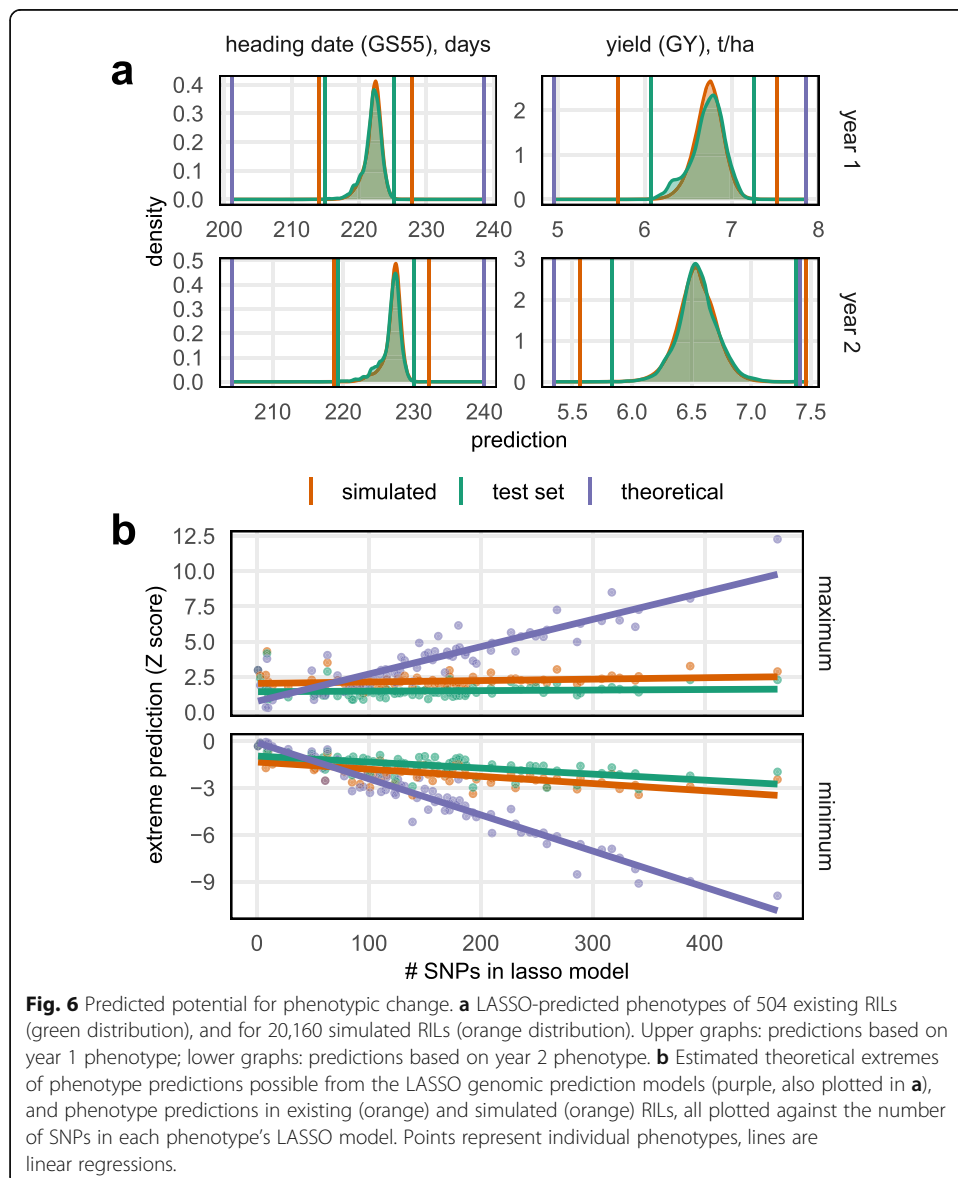 heading date (GS55), days
yield (GY), t/ha
a
0.4
0.3
0.2
0.1
0.0
200 210 220 230 240
2
1
0
5 6 7 8
year 1
density
0.5
0.4
0.3
0.2
0.1
0.0
210 220 230 240
3
2
1
0
5.5 6.0 6.5 7.0 7.5
year 2
prediction
simulated test set theoretical
b
12.5
10.0
7.5
5.0
2.5
0.0
maximum
extreme prediction (Z score)
0
−3
−6
−9
minimum
0 100 200 300 400
# SNPs in lasso model
Fig. 6 Predicted potential for phenotypic change. a LASSO-predicted phenotypes of 504 existing RILs
(green distribution), and for 20,160 simulated RILs (orange distribution). Upper graphs: predictions based on
year 1 phenotype; lower graphs: predictions based on year 2 phenotype. b Estimated theoretical extremes
of phenotype predictions possible from the LASSO genomic prediction models (purple, also plotted in a),
and phenotype predictions in existing (orange) and simulated (orange) RILs, all plotted against the number
of SNPs in each phenotype's LASSO model. Points represent individual phenotypes, lines are
linear regressions.